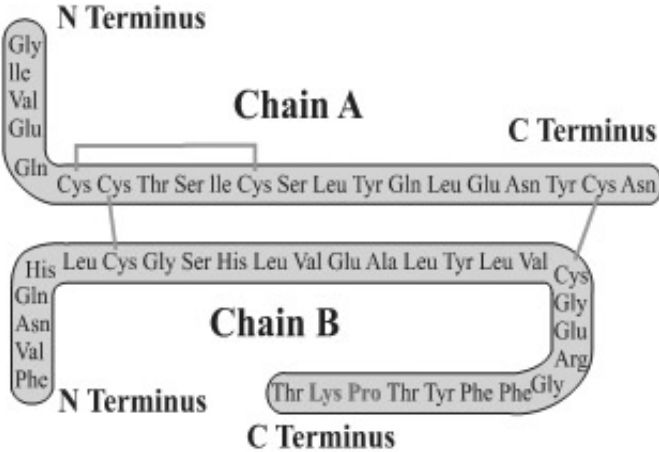 N Terminus
Gly
Ile
Val
Glu
Gln
Chain A
C Terminus
Cys Cys Thr Ser Ile Cys Ser Leu Tyr Gln Leu Glu Asn Tyr Cys Asn
His Leu Cys Gly Ser His Leu Val Glu Ala Leu Tyr Leu Val Cys
Gln
Asn
Val
Phe
Chain B
Gly
Glu
Arg
Gly
N Terminus
Thr Lys Pro Thr Tyr Phe Phe
C Terminus